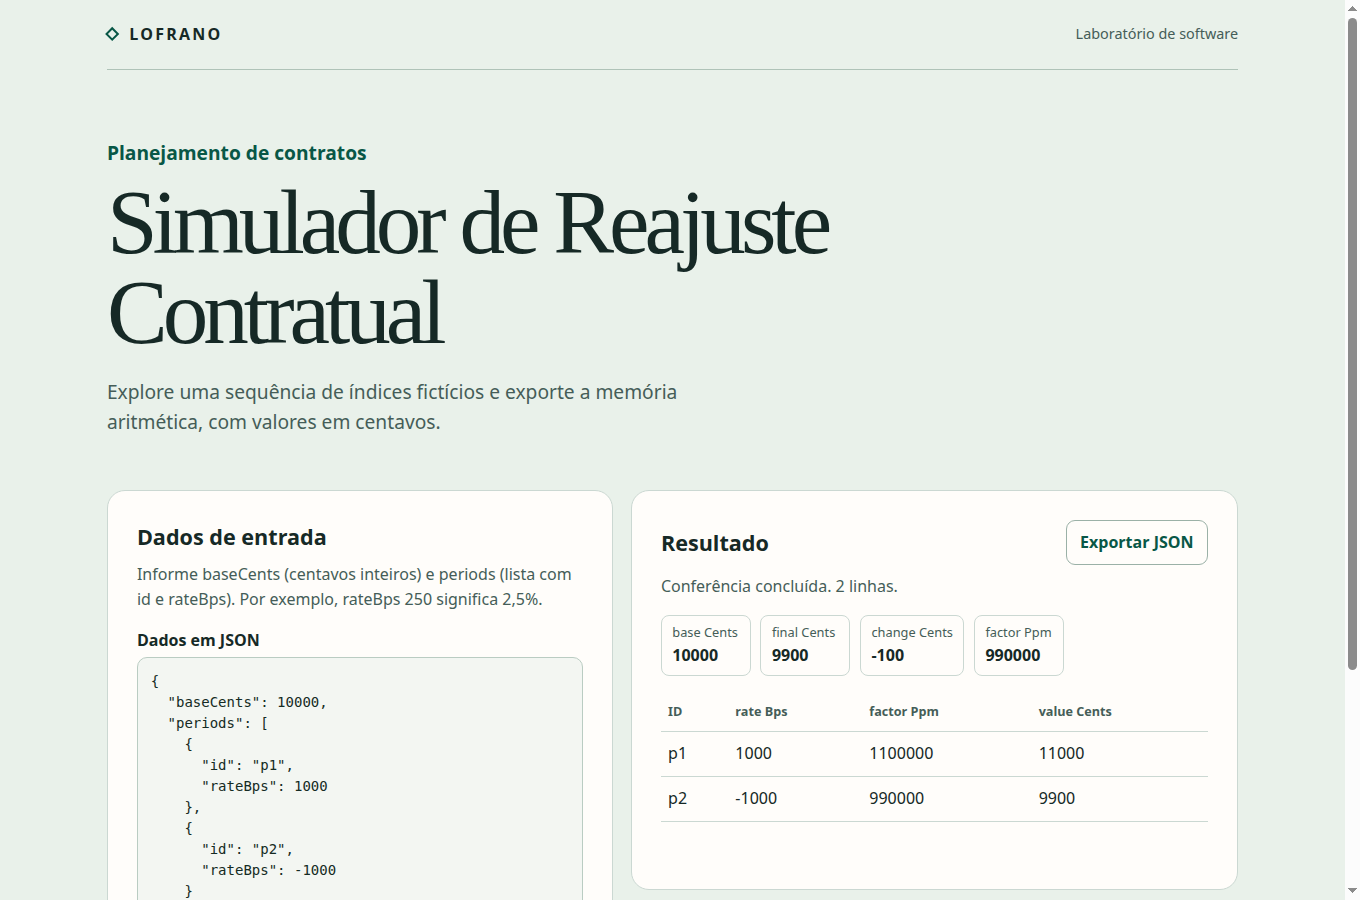 LOFRANO
Laboratório de software
Planejamento de contratos
Simulador de Reajuste
Contratual
Explore uma sequência de índices fictícios e exporte a memória
aritmética, com valores em centavos.
Dados de entrada
Informe baseCents (centavos inteiros) e periods (lista com
id e rateBps). Por exemplo, rateBps 250 significa 2,5%.
Dados em JSON
{
  "baseCents": 10000,
  "periods": [
    {
      "id": "p1",
      "rateBps": 1000
    },
    {
      "id": "p2",
      "rateBps": -1000
    }
Resultado
Exportar JSON
Conferência concluída. 2 linhas.
base Cents
10000
final Cents
9900
change Cents
-100
factor Ppm
990000
ID rate Bps factor Ppm value Cents
p1 1000 1100000 11000
p2 -1000 990000 9900